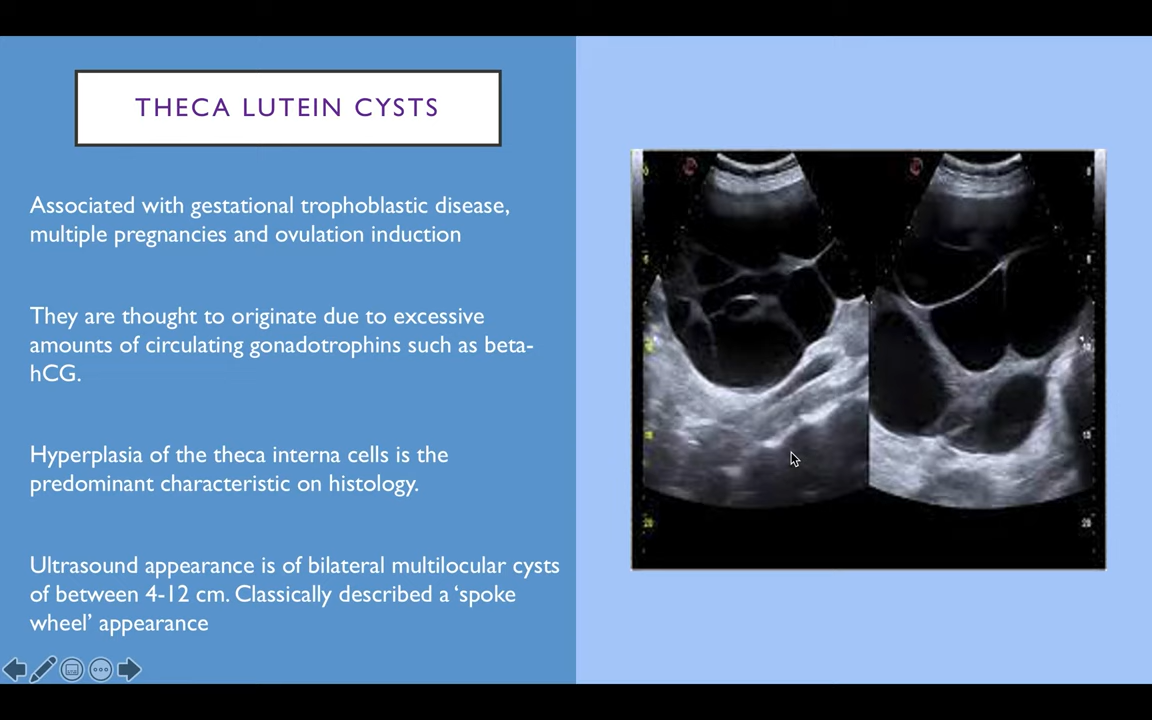 THECA LUTEIN CYSTS
Associated with gestational trophoblastic disease,
multiple pregnancies and ovulation induction
They are thought to originate due to excessive
amounts of circulating gonadotrophins such as beta-
hCG.
Hyperplasia of the theca interna cells is the
predominant characteristic on histology.
Ultrasound appearance is of bilateral multilocular cysts
of between 4-12 cm. Classically described a ‘spoke
wheel’ appearance